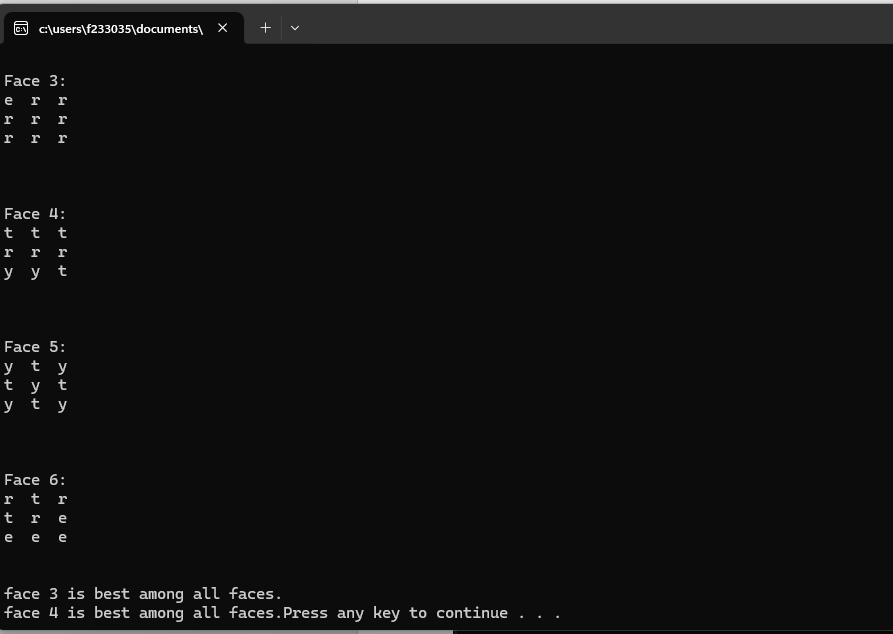 c:\users\f233035\documents\
Face 3:
e r r
r r r
r r r
Face 4:
t t t
r r r
y y t
Face 5:
y t y
t y t
y t y
Face 6:
r t r
t r e
e e e
face 3 is best among all faces.
face 4 is best among all faces.Press any key to continue . . .